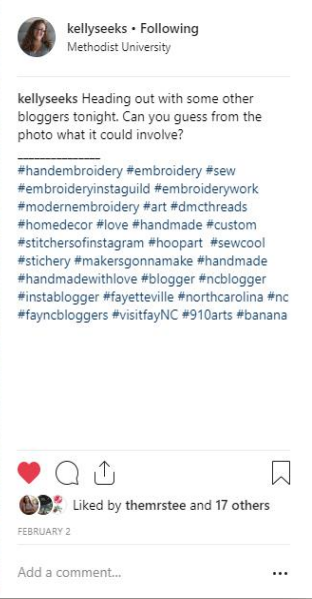 kellyseeks • Following
Methodist University
kellyseeks Heading out with some other
bloggers tonight. Can you guess from the
photo what it could involve?
_______________
#handembroidery #embroidery #sew
#embroideryinstaguild #embroiderywork
#modernembroidery #art #dmcthreads
#homedecor #love #handmade #custom
#stitchersofinstagram #hoopart #sewcool
#stichery #makersgonnamake #handmade
#handmadewithlove #blogger #ncblogger
#instablogger #fayetteville #northcarolina #nc
#fayncbloggers #visitfayNC #910arts #banana
Liked by themrstee and 17 others
FEBRUARY 2
Add a comment...